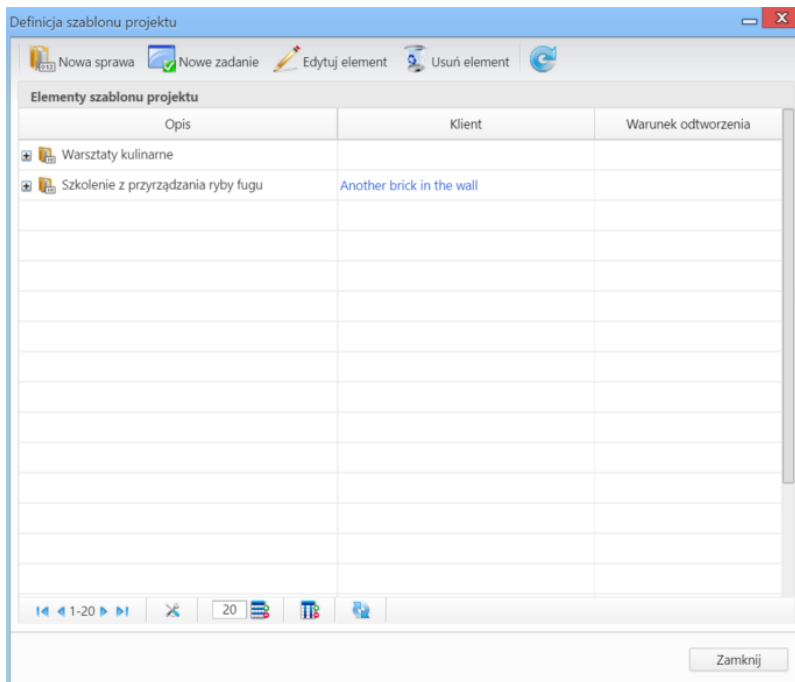 Definicja szablonu projektu
Nowa sprawa Nowe zadanie Edytuj element Usuń element
Elementy szablonu projektu
Opis Klient Warunek odtworzenia
Warsztaty kulinarne
Szkolenie z przyrządzania ryby fugu Another brick in the wall
1-20 20
Zamknij